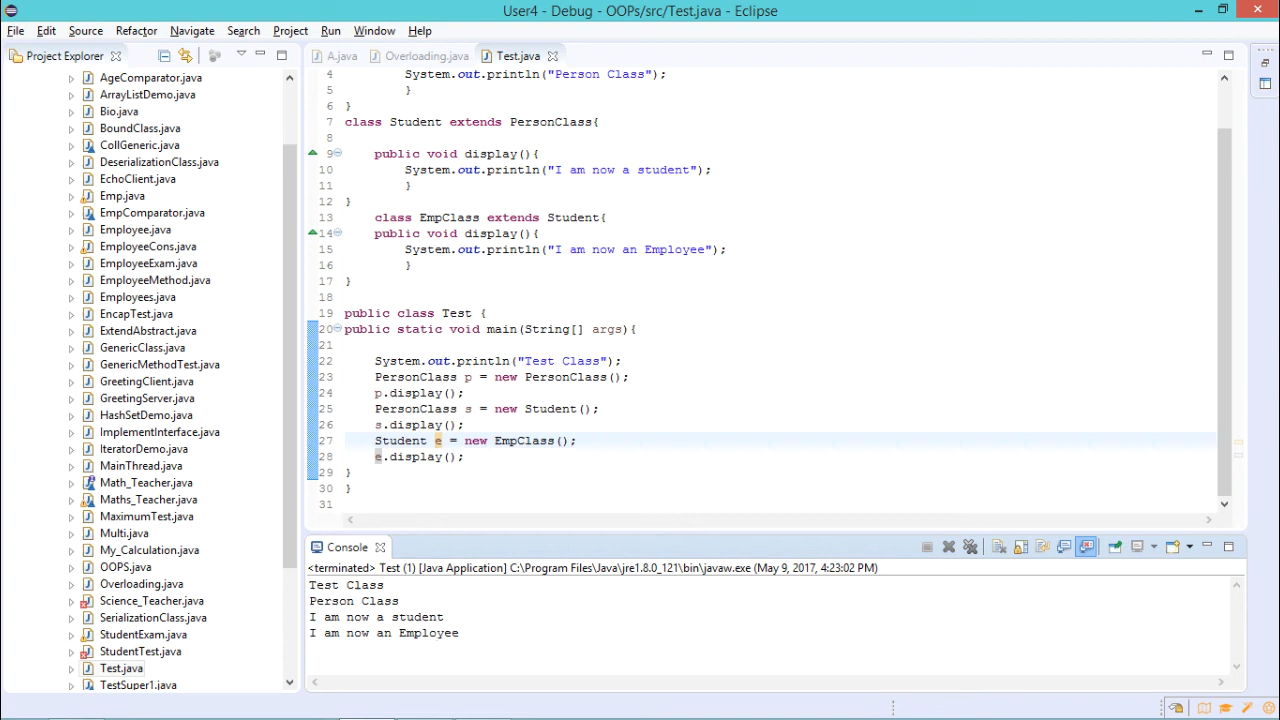 User4 - Debug - OOPs/src/Test.java - Eclipse
File Edit Source Refactor Navigate Search Project Run Window Help
Project Explorer
AgeComparator.java
ArrayListDemo.java
Bio.java
BoundClass.java
CollGeneric.java
DeserializationClass.java
EchoClient.java
Emp.java
EmpComparator.java
Employee.java
EmployeeCons.java
EmployeeExam.java
EmployeeMethod.java
Employees.java
EncapTest.java
ExtendAbstract.java
GenericClass.java
GenericMethodTest.java
GreetingClient.java
GreetingServer.java
HashSetDemo.java
ImplementInterface.java
IteratorDemo.java
MainThread.java
Math_Teacher.java
Maths_Teacher.java
MaximumTest.java
Multi.java
My_Calculation.java
OOPS.java
Overloading.java
Science_Teacher.java
SerializationClass.java
StudentExam.java
StudentTest.java
Test.java
TestSuper1.java
A.java Overloading.java Test.java
4 System.out.println("Person Class");
5 }
6 }
7 class Student extends PersonClass{
8
9 public void display(){
10 System.out.println("I am now a student");
11 }
12 }
13 class EmpClass extends Student{
14 public void display(){
15 System.out.println("I am now an Employee");
16 }
17 }
18
19 public class Test {
20 public static void main(String[] args){
21
22 System.out.println("Test Class");
23 PersonClass p = new PersonClass();
24 p.display();
25 PersonClass s = new Student();
26 s.display();
27 Student e = new EmpClass();
28 e.display();
29 }
30 }
31
Console
<terminated> Test (1) [Java Application] C:\Program Files\Java\jre1.8.0_121\bin\javaw.exe (May 9, 2017, 4:23:02 PM)
Test Class
Person Class
I am now a student
I am now an Employee